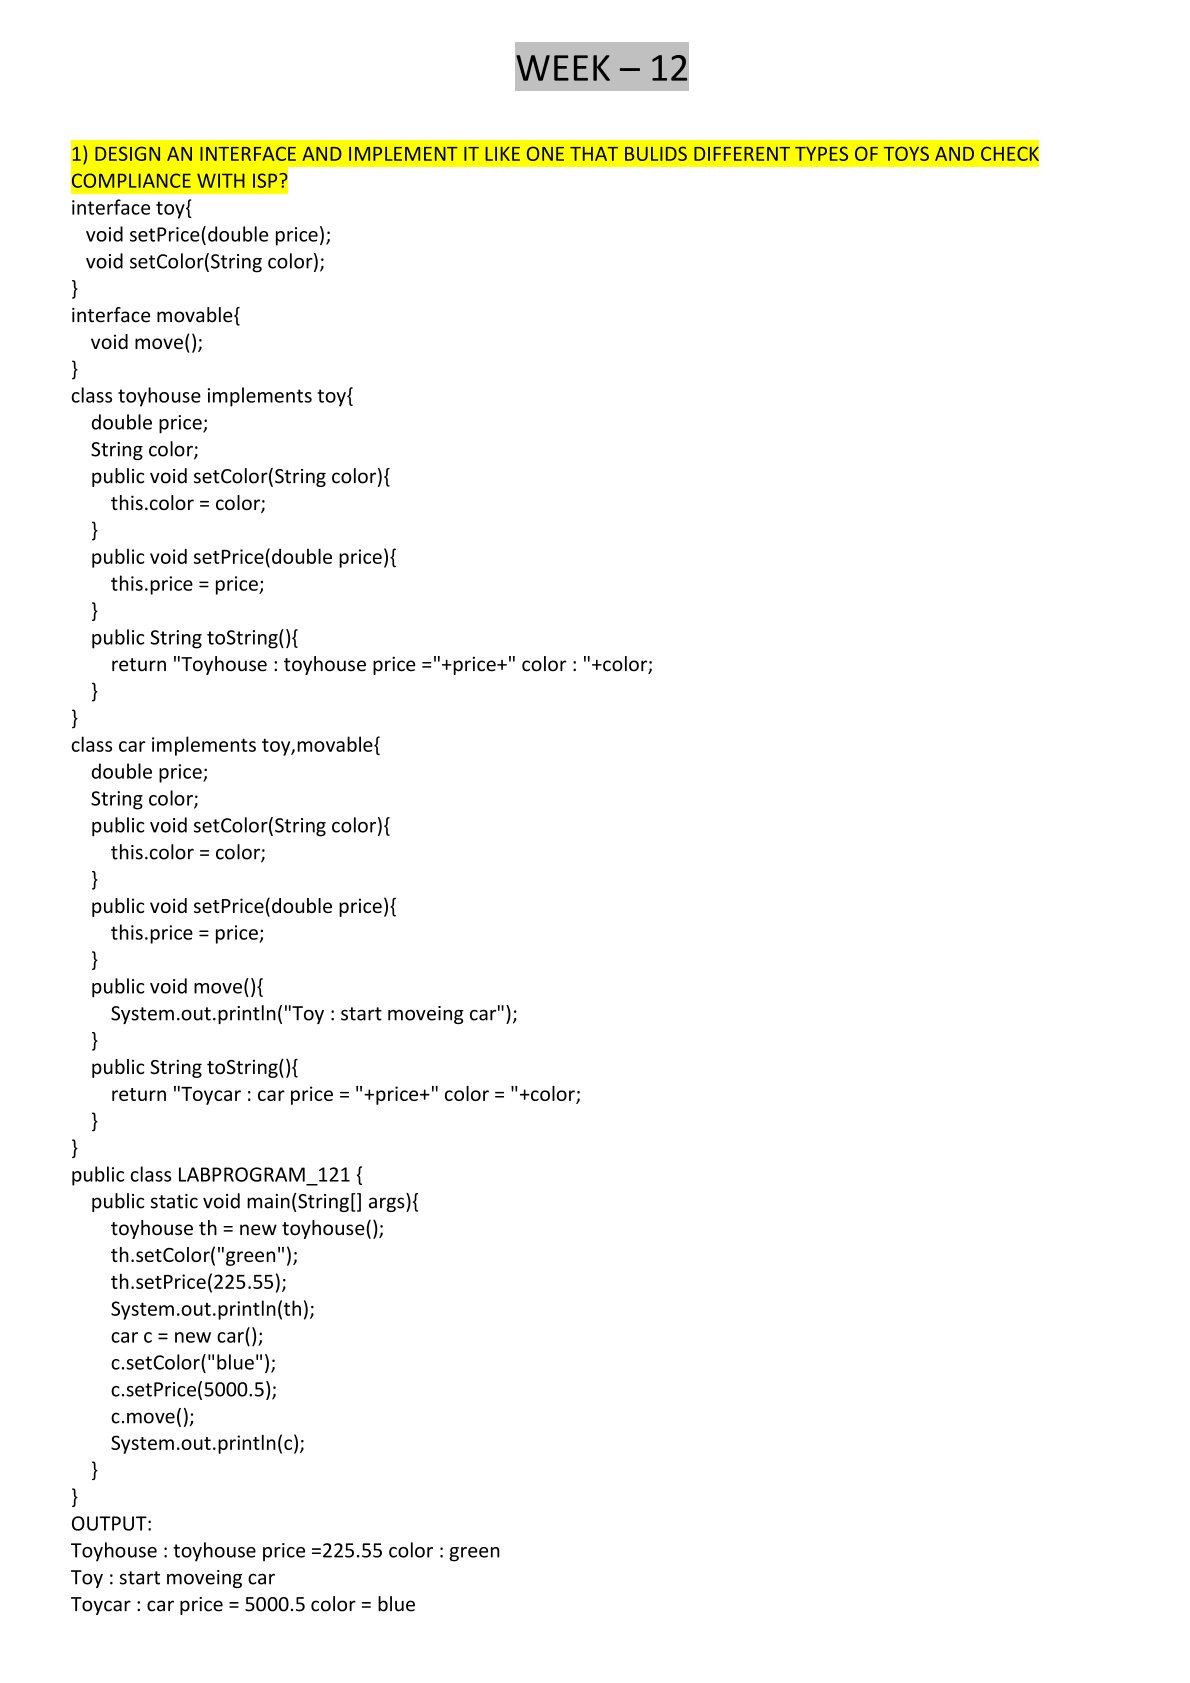 WEEK – 12
1) DESIGN AN INTERFACE AND IMPLEMENT IT LIKE ONE THAT BULIDS DIFFERENT TYPES OF TOYS AND CHECK
COMPLIANCE WITH ISP?
interface toy{
   void setPrice(double price);
   void setColor(String color);
}
interface movable{
    void move();
}
class toyhouse implements toy{
    double price;
    String color;
    public void setColor(String color){
        this.color = color;
    }
    public void setPrice(double price){
        this.price = price;
    }
    public String toString(){
        return "Toyhouse : toyhouse price ="+price+" color : "+color;
    }
}
class car implements toy,movable{
    double price;
    String color;
    public void setColor(String color){
        this.color = color;
    }
    public void setPrice(double price){
        this.price = price;
    }
    public void move(){
        System.out.println("Toy : start moveing car");
    }
    public String toString(){
        return "Toycar : car price = "+price+" color = "+color;
    }
}
public class LABPROGRAM_121 {
    public static void main(String[] args){
        toyhouse th = new toyhouse();
        th.setColor("green");
        th.setPrice(225.55);
        System.out.println(th);
        car c = new car();
        c.setColor("blue");
        c.setPrice(5000.5);
        c.move();
        System.out.println(c);
    }
}
OUTPUT:
Toyhouse : toyhouse price =225.55 color : green
Toy : start moveing car
Toycar : car price = 5000.5 color = blue